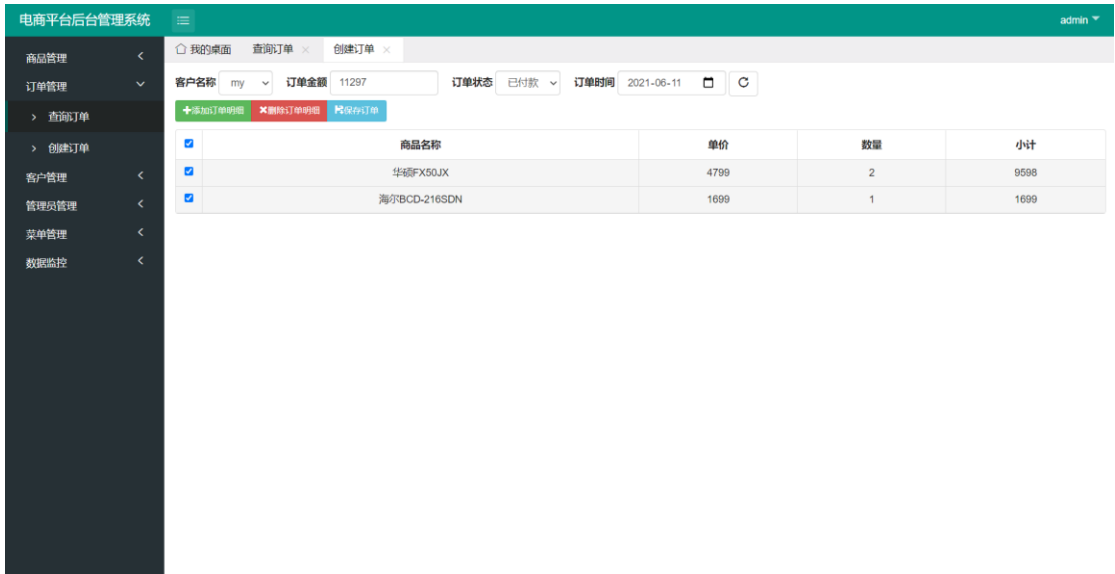 电商平台后台管理系统 admin
商品管理
订单管理
查询订单
创建订单
客户管理
管理员管理
菜单管理
数据监控
我的桌面 查询订单 创建订单
客户名称 my 订单金额 11297 订单状态 已付款 订单时间 2021-06-11
添加订单明细 删除订单明细 保存订单
商品名称 单价 数量 小计
华硕FX50JX 4799 2 9598
海尔BCD-216SDN 1699 1 1699